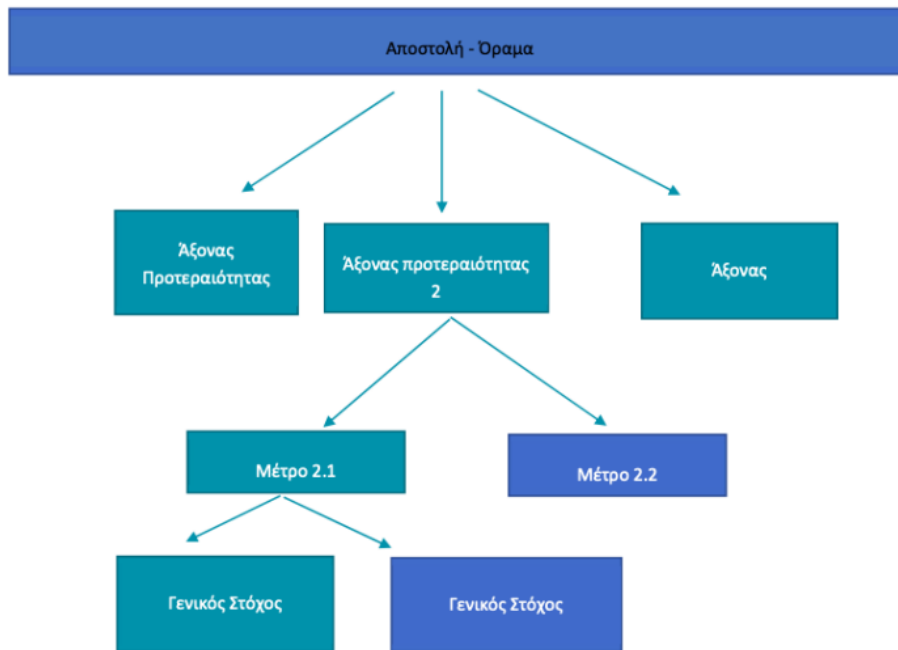 Αποστολή - Όραμα
Άξονας
Προτεραιότητας
Άξονας προτεραιότητας
2
Άξονας
Μέτρο 2.1
Μέτρο 2.2
Γενικός Στόχος
Γενικός Στόχος